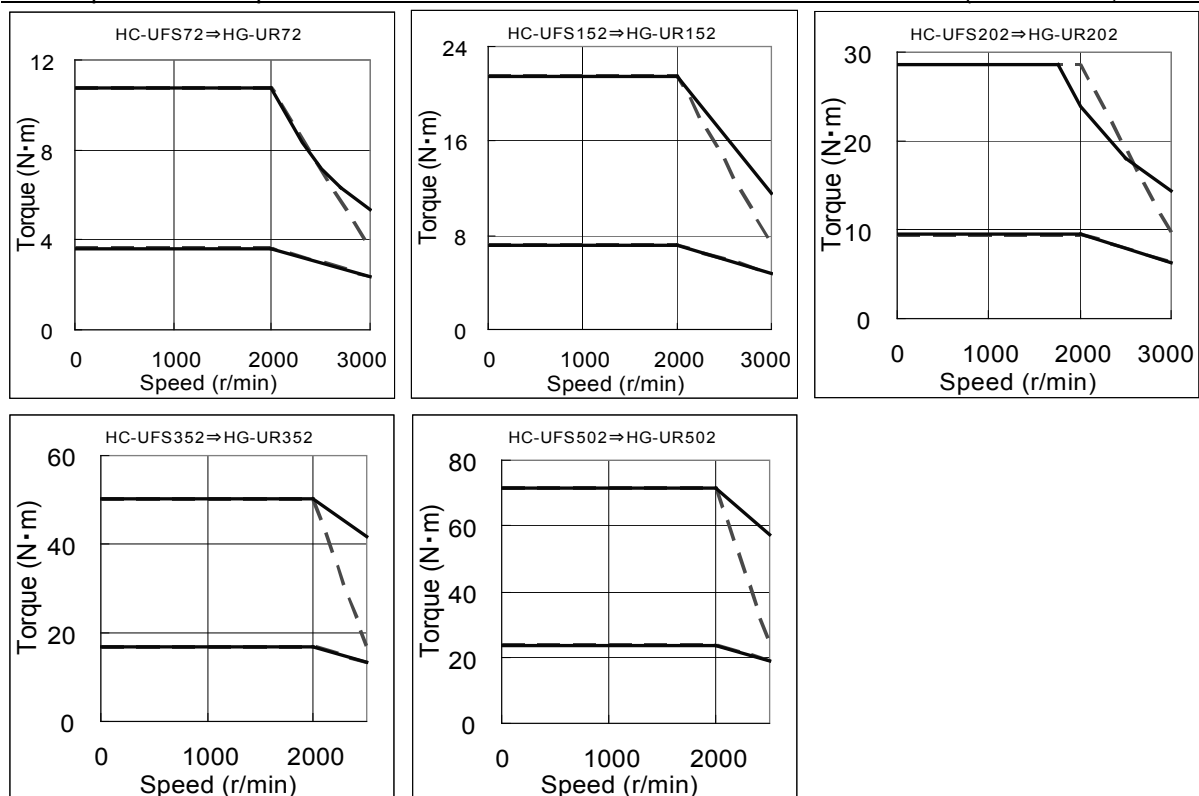 HC-UFS72⇒HG-UR72
12
8
4
0
Torque (N・m)
0 1000 2000 3000
Speed (r/min)
HC-UFS152⇒HG-UR152
24
16
8
0
Torque (N・m)
0 1000 2000 3000
Speed (r/min)
HC-UFS202⇒HG-UR202
30
20
10
0
Torque (N・m)
0 1000 2000 3000
Speed (r/min)
HC-UFS352⇒HG-UR352
60
40
20
0
Torque (N・m)
0 1000 2000
Speed (r/min)
HC-UFS502⇒HG-UR502
80
60
40
20
0
Torque (N・m)
0 1000 2000
Speed (r/min)